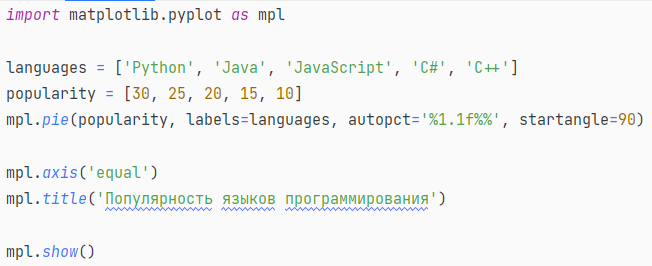 import matplotlib.pyplot as mpl
languages = ['Python', 'Java', 'JavaScript', 'C#', 'C++']
popularity = [30, 25, 20, 15, 10]
mpl.pie(popularity, labels=languages, autopct='%1.1f%%', startangle=90)
mpl.axis('equal')
mpl.title('Популярность языков программирования')
mpl.show()